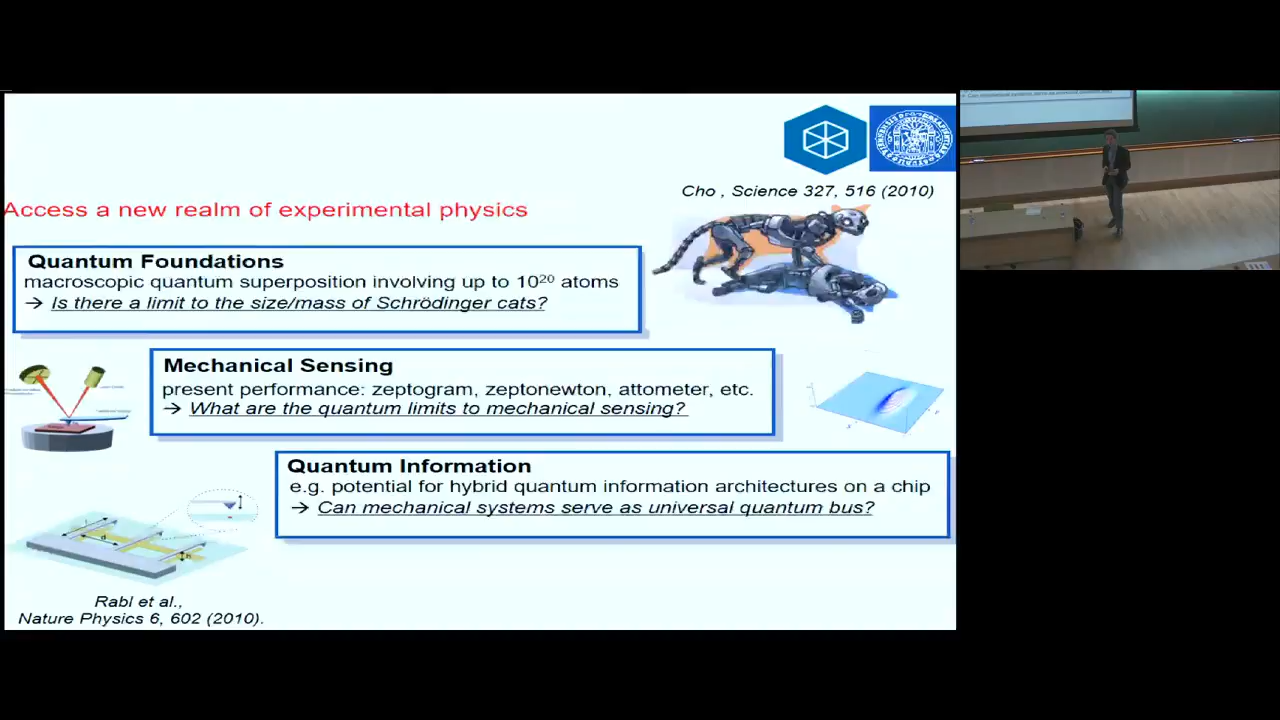 Cho , Science 327, 516 (2010)
Access a new realm of experimental physics
Quantum Foundations
macroscopic quantum superposition involving up to 10²⁰ atoms
→ Is there a limit to the size/mass of Schrödinger cats?
Mechanical Sensing
present performance: zeptogram, zeptonewton, attometer, etc.
→ What are the quantum limits to mechanical sensing?
Quantum Information
e.g. potential for hybrid quantum information architectures on a chip
→ Can mechanical systems serve as universal quantum bus?
Rabl et al.,
Nature Physics 6, 602 (2010).